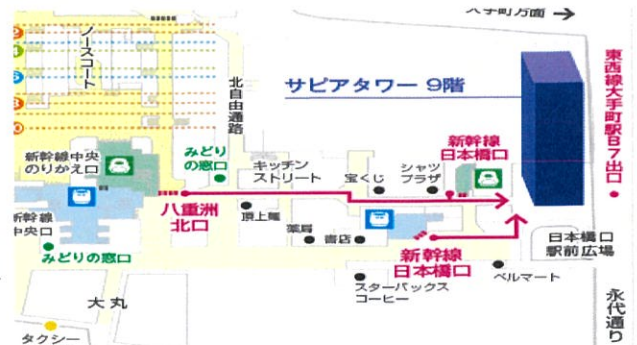 大手町方面
ノースコート
北自由通路
サピアタワー 9階
東西線大手町駅B7出口
新幹線中央
のりかえ口
みどり
の窓口
キッチン
ストリート
宝くじ
シャツ
プラザ
新幹線
日本橋口
八重洲
北口
頂上麺
薬局
書店
新幹線
中央口
みどりの窓口
新幹線
日本橋口
日本橋口
駅前広場
ベルマート
スターバックス
コーヒー
大丸
タクシー
永代通り